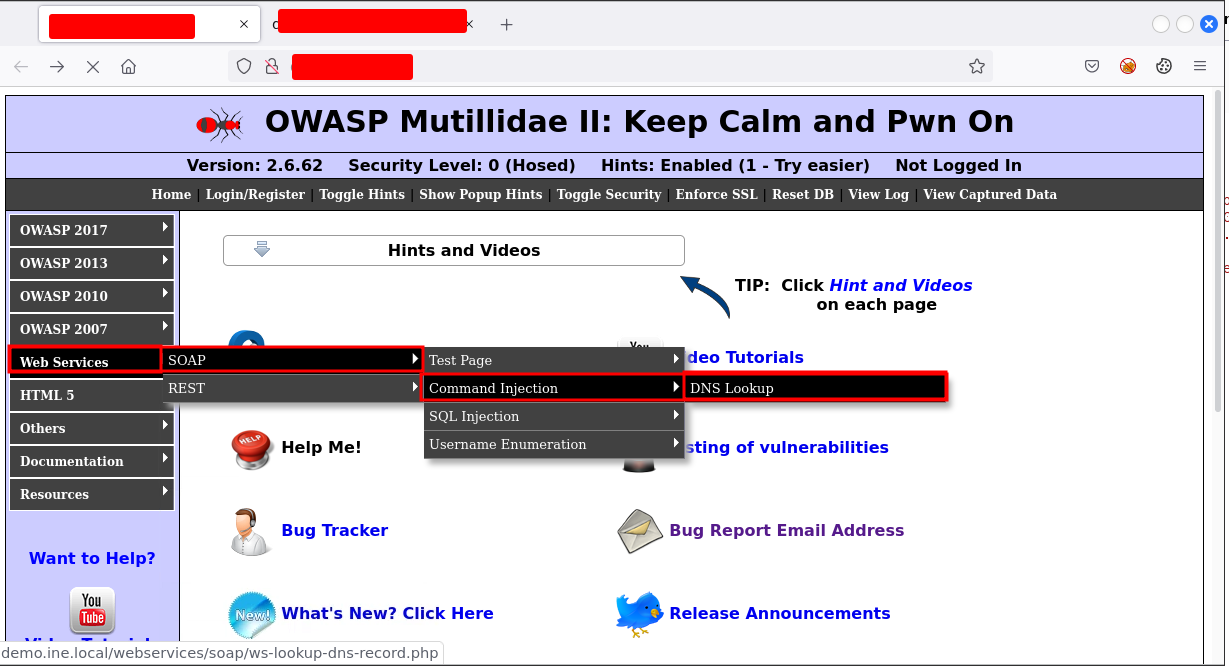 OWASP Mutillidae II: Keep Calm and Pwn On
Version: 2.6.62 Security Level: 0 (Hosed) Hints: Enabled (1 - Try easier) Not Logged In
Home | Login/Register | Toggle Hints | Show Popup Hints | Toggle Security | Enforce SSL | Reset DB | View Log | View Captured Data
OWASP 2017
OWASP 2013
OWASP 2010
OWASP 2007
Web Services
HTML 5
Others
Documentation
Resources
SOAP
REST
Test Page
Command Injection
SQL Injection
Username Enumeration
DNS Lookup
Hints and Videos
TIP: Click Hint and Videos
on each page
Tutorials
HELP
Help Me!
of vulnerabilities
Bug Tracker
Bug Report Email Address
New!
What's New? Click Here
Release Announcements
Want to Help?
You
Tube
demo.ine.local/webservices/soap/ws-lookup-dns-record.php